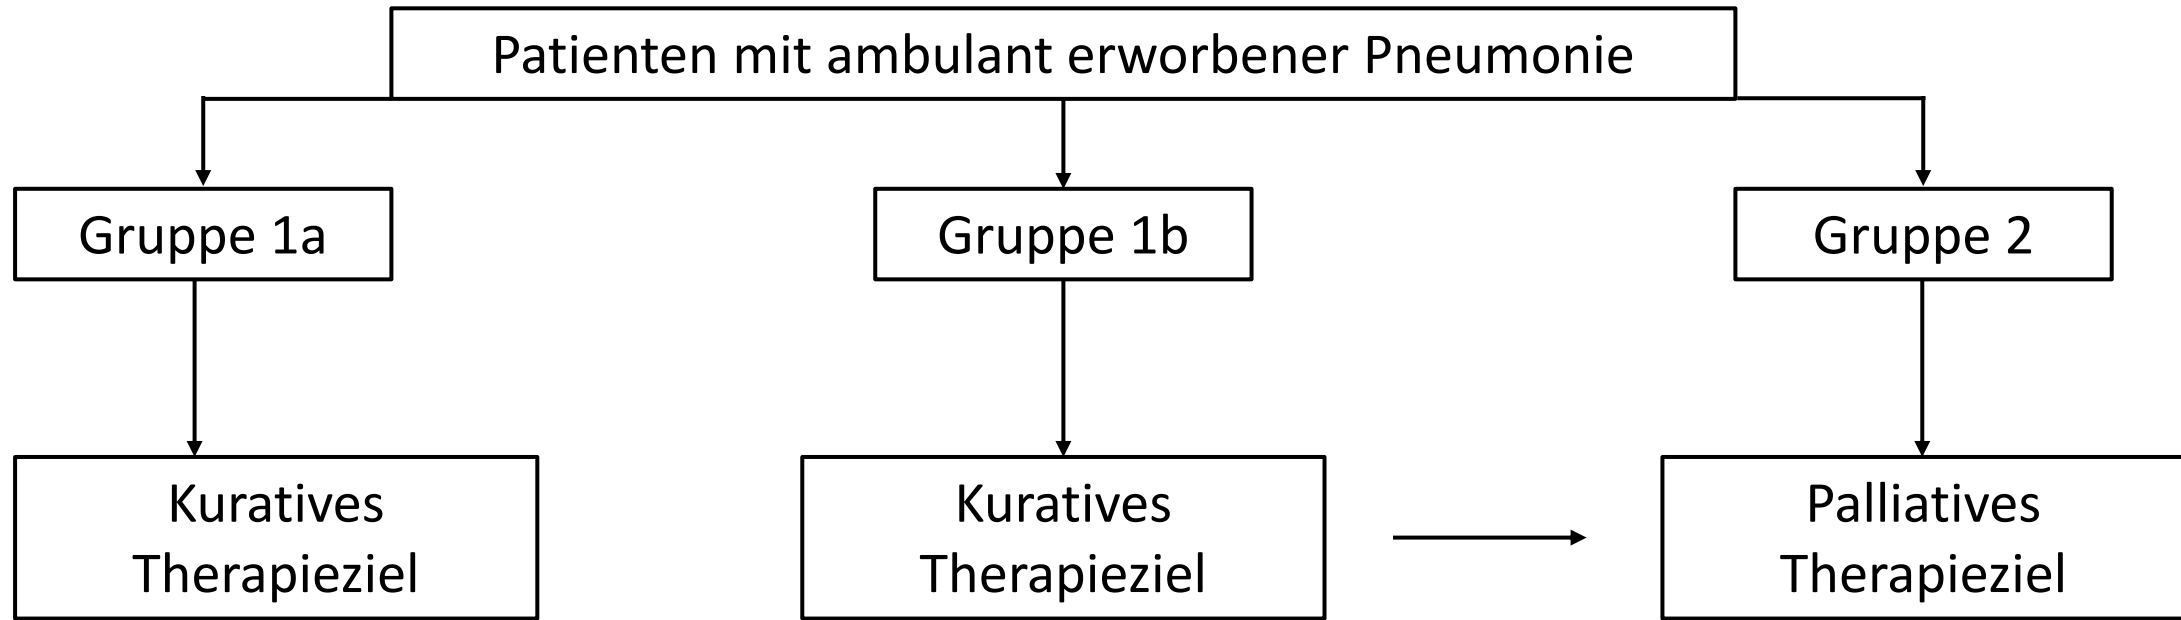 Patienten mit ambulant erworbener Pneumonie
Gruppe 1a
Gruppe 1b
Gruppe 2
Kuratives
Therapieziel
Kuratives
Therapieziel
Palliatives
Therapieziel